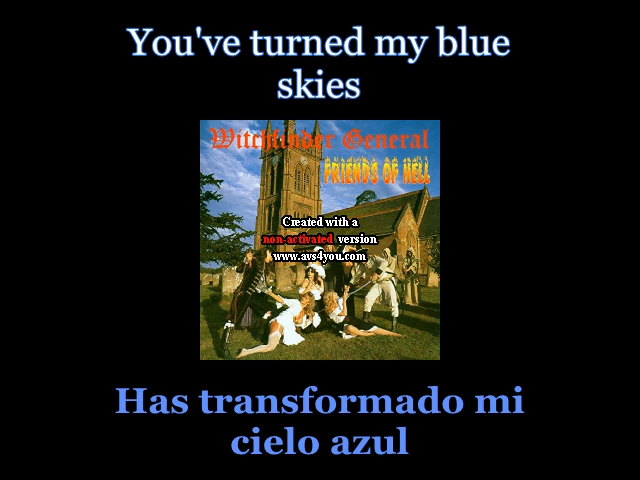 You've turned my blue
skies
Witchfinder General
FRIENDS OF HELL
Created with a
non-activated version
www.avs4you.com
Has transformado mi
cielo azul